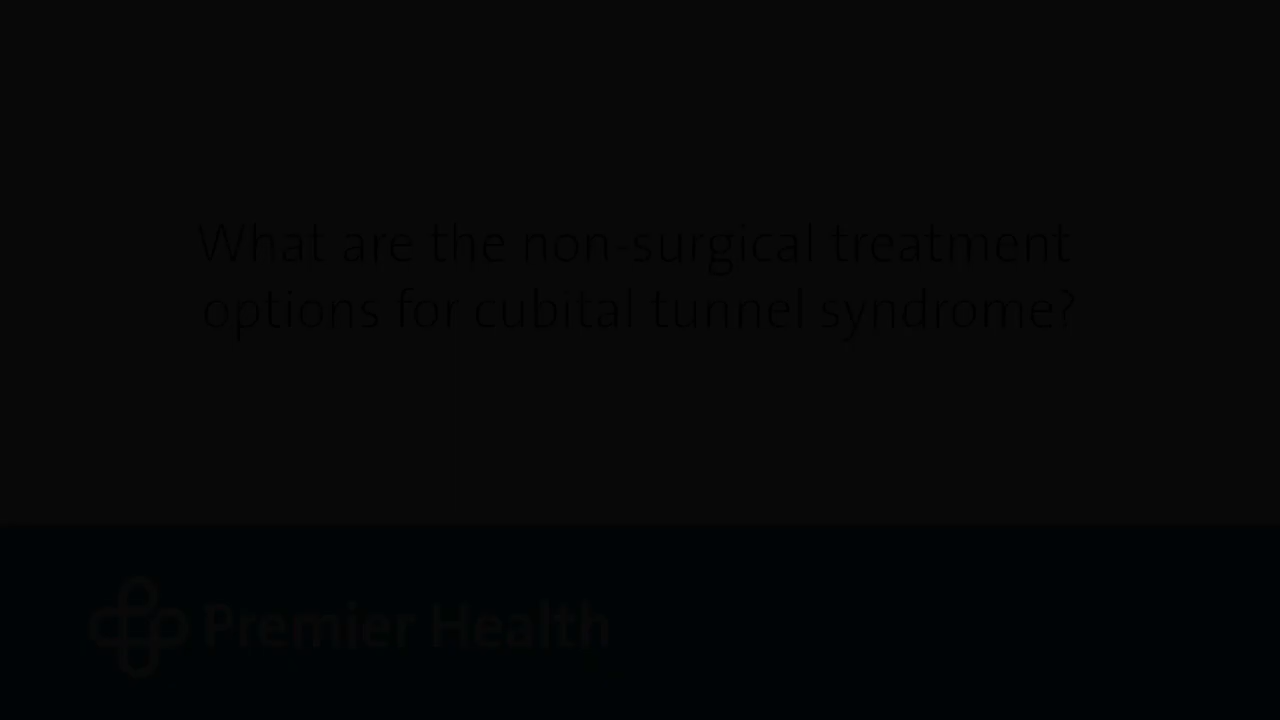 What are the non-surgical treatment
options for cubital tunnel syndrome?
Premier Health